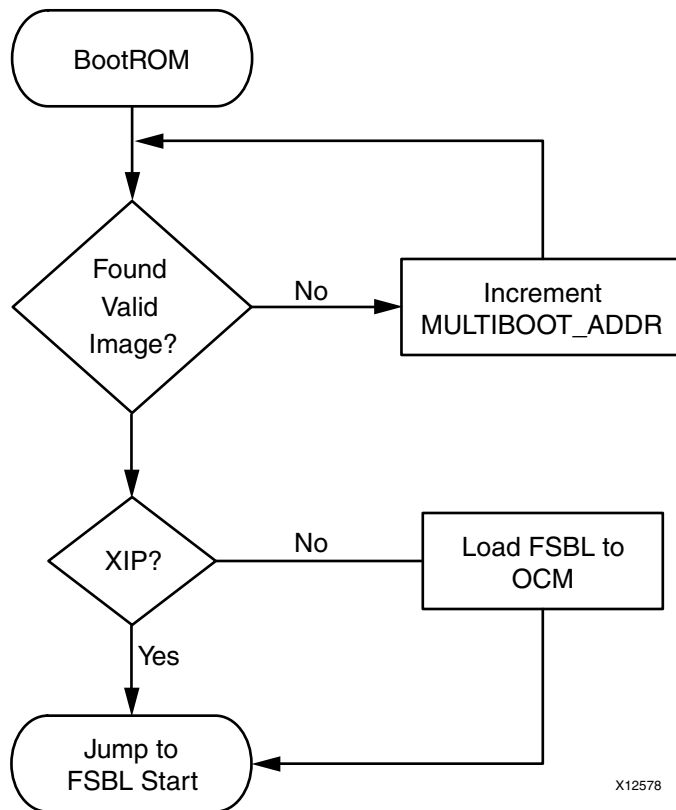 BootROM
Found
Valid
Image?
No
Increment
MULTIBOOT_ADDR
XIP?
No
Load FSBL to
OCM
Yes
Jump to
FSBL Start
X12578